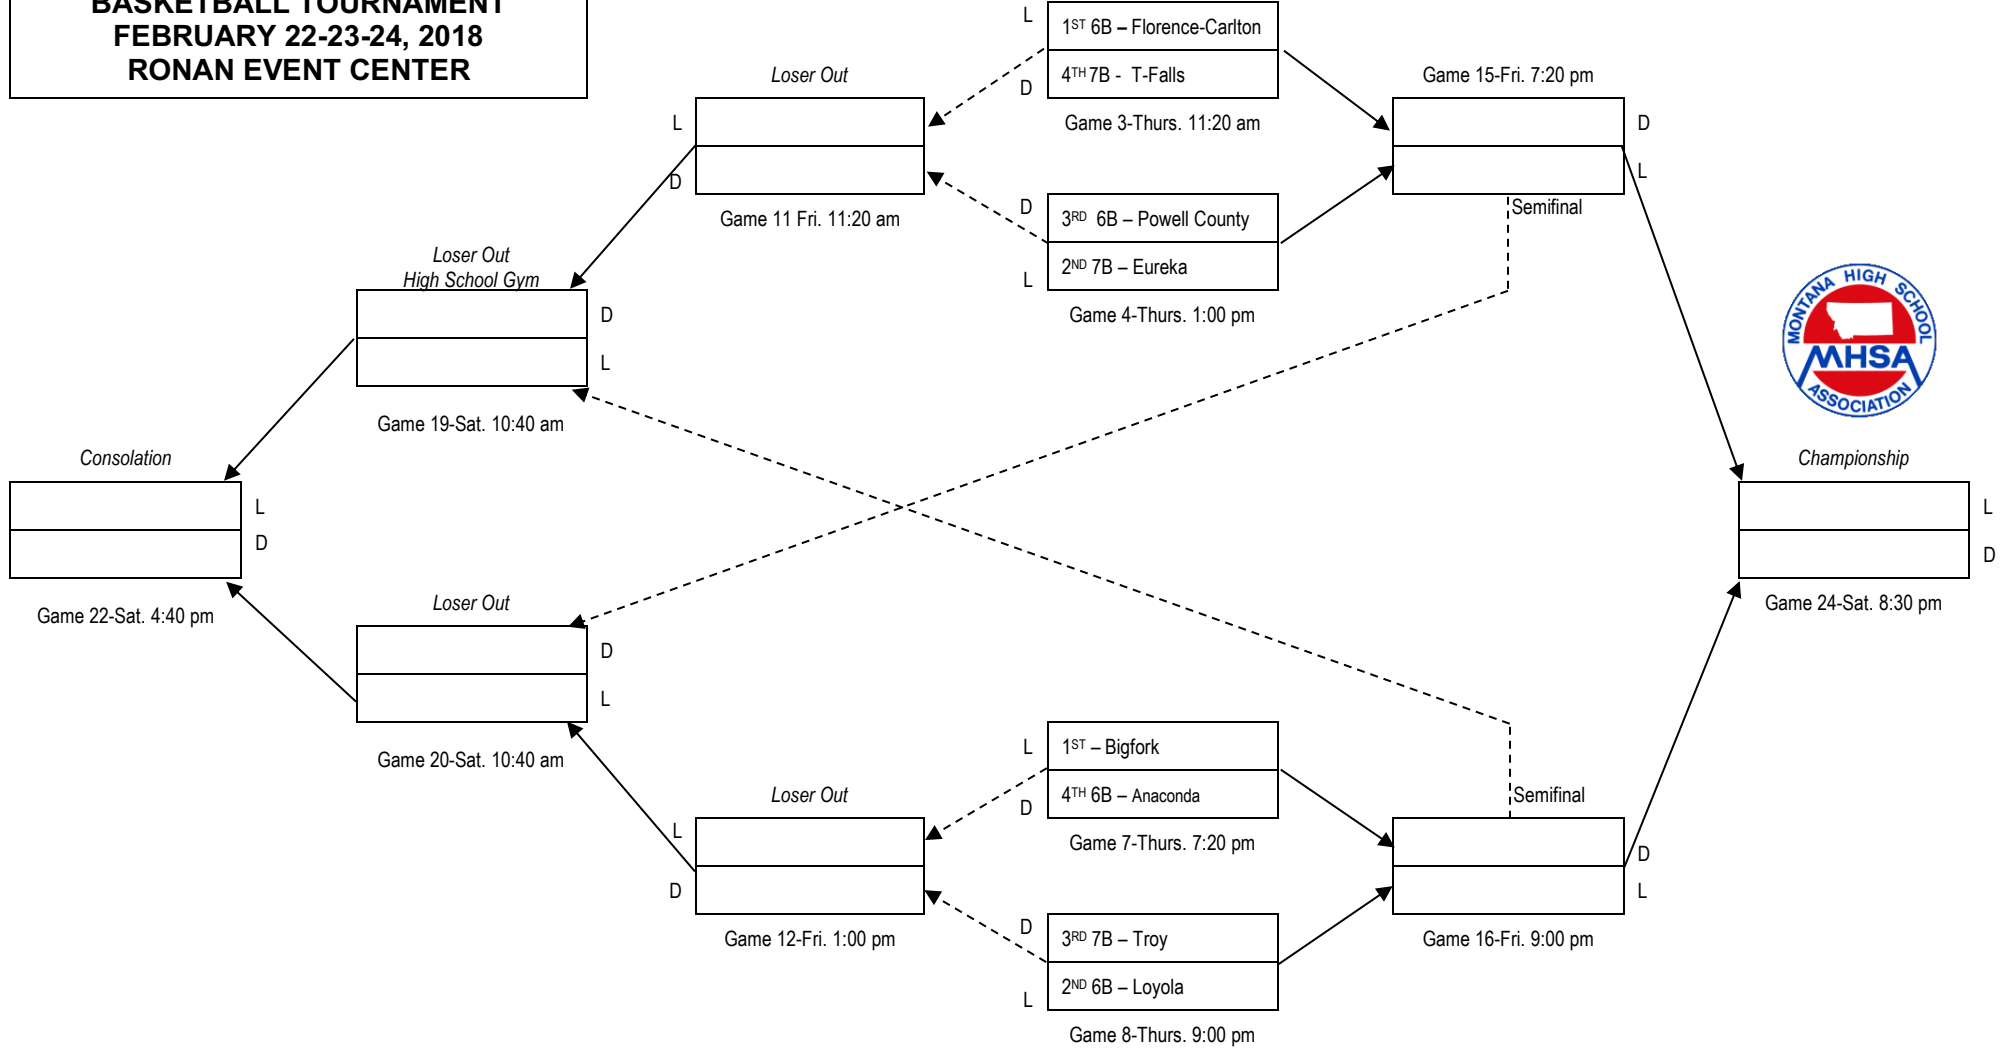 BASKETBALL TOURNAMENT
FEBRUARY 22-23-24, 2018
RONAN EVENT CENTER
L
1ST 6B – Florence-Carlton
4TH 7B - T-Falls
D
Game 3-Thurs. 11:20 am
Loser Out
L
D
Game 11 Fri. 11:20 am
D
3RD 6B – Powell County
2ND 7B – Eureka
L
Game 4-Thurs. 1:00 pm
Game 15-Fri. 7:20 pm
D
L
Semifinal
Loser Out
High School Gym
D
L
Game 19-Sat. 10:40 am
MONTANA HIGH SCHOOL
MHSA
ASSOCIATION
Consolation
L
D
Game 22-Sat. 4:40 pm
Championship
L
D
Game 24-Sat. 8:30 pm
Loser Out
D
L
Game 20-Sat. 10:40 am
L
1ST – Bigfork
4TH 6B – Anaconda
D
Game 7-Thurs. 7:20 pm
Loser Out
L
D
Game 12-Fri. 1:00 pm
D
3RD 7B – Troy
2ND 6B – Loyola
L
Game 8-Thurs. 9:00 pm
Semifinal
D
L
Game 16-Fri. 9:00 pm